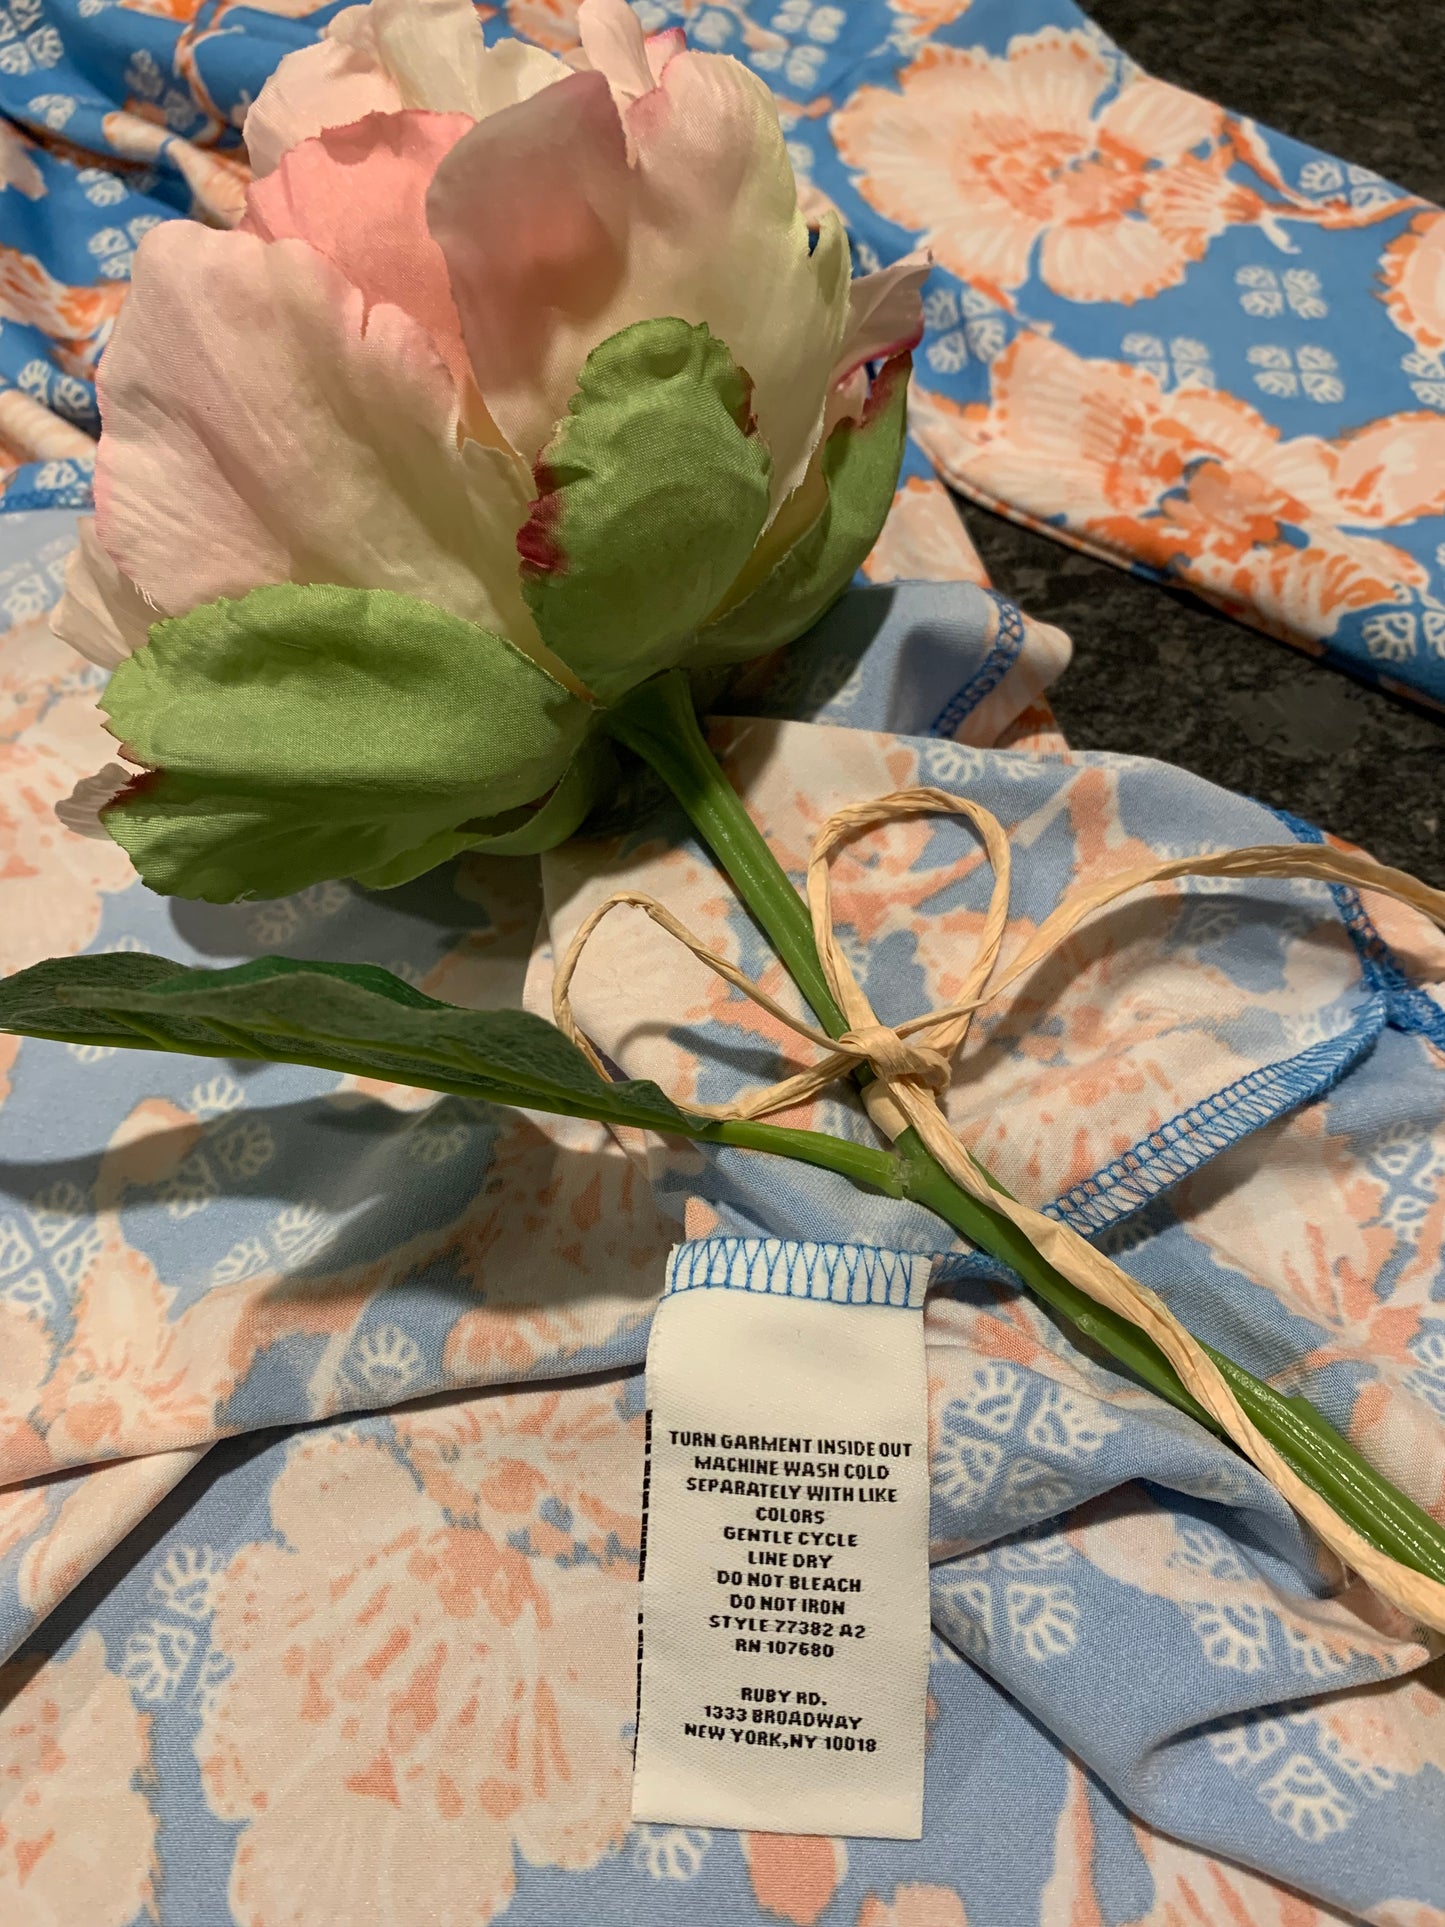 TURN GARMENT INSIDE OUT
MACHINE WASH COLD
SEPARATELY WITH LIKE
COLORS
GENTLE CYCLE
LINE DRY
DO NOT BLEACH
DO NOT IRON
STYLE 77382 A2
RN 107680
RUBY RD.
1333 BROADWAY
NEW YORK,NY 10018